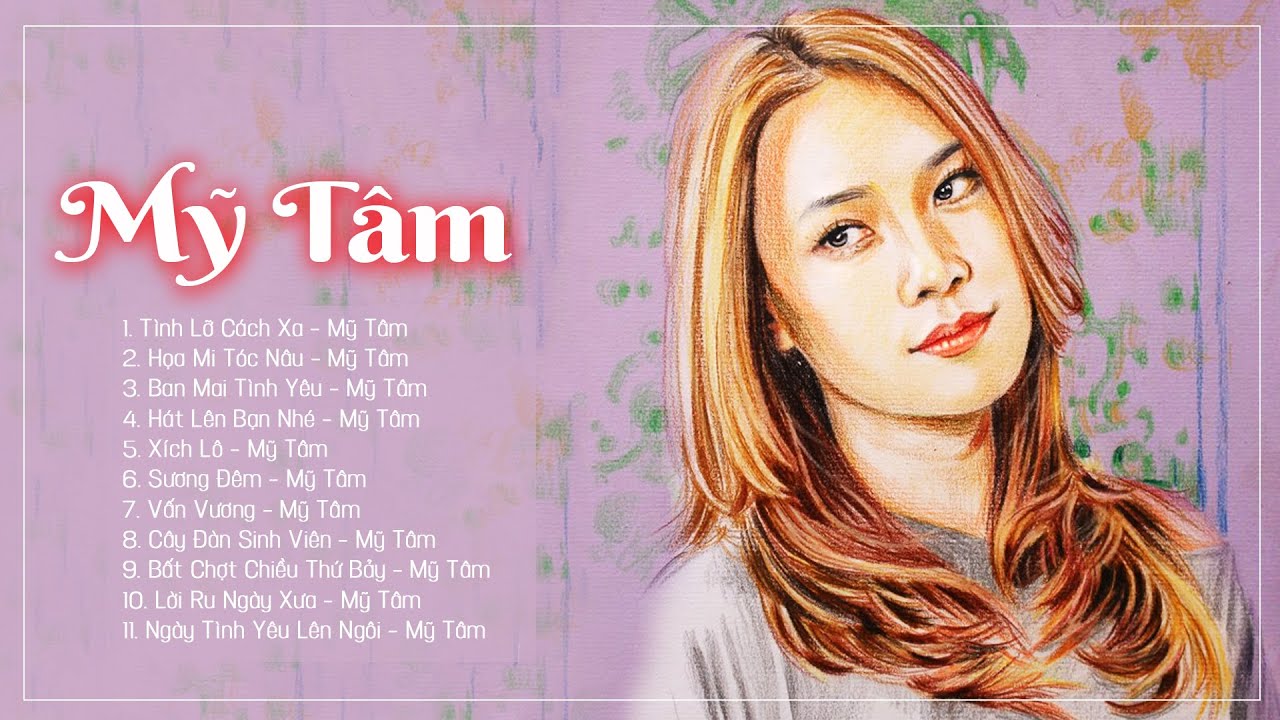 Mỹ Tâm
1. Tình Lỡ Cách Xa - Mỹ Tâm
2. Họa Mi Tóc Nâu - Mỹ Tâm
3. Ban Mai Tình Yêu - Mỹ Tâm
4. Hát Lên Bạn Nhé - Mỹ Tâm
5. Xích Lô - Mỹ Tâm
6. Sương Đêm - Mỹ Tâm
7. Vấn Vương - Mỹ Tâm
8. Cây Đàn Sinh Viên - Mỹ Tâm
9. Bất Chợt Chiều Thứ Bảy - Mỹ Tâm
10. Lời Ru Ngày Xưa - Mỹ Tâm
11. Ngày Tình Yêu Lên Ngôi - Mỹ Tâm